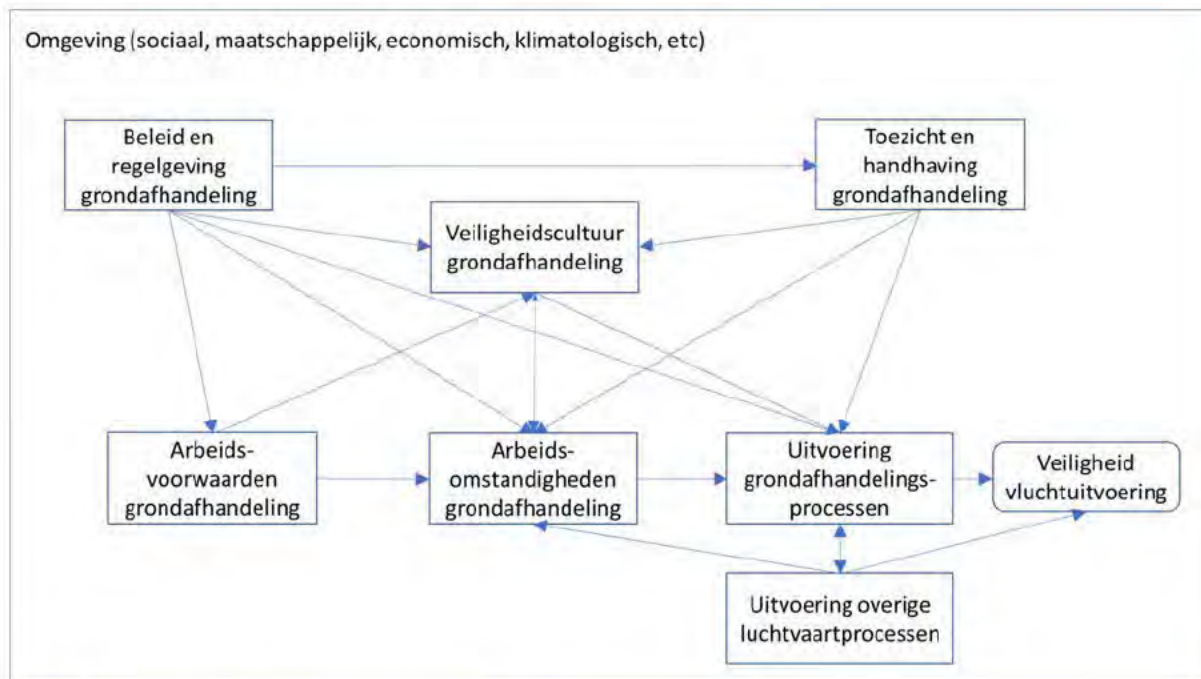 Omgeving (sociaal, maatschappelijk, economisch, klimatologisch, etc)
Beleid en
regelgeving
grondafhandeling
Toezicht en
handhaving
grondafhandeling
Veiligheidscultuur
grondafhandeling
Arbeids-
voorwaarden
grondafhandeling
Arbeids-
omstandigheden
grondafhandeling
Uitvoering
grondafhandelings-
processen
Veiligheid
vluchtuitvoering
Uitvoering overige
luchtvaartprocessen